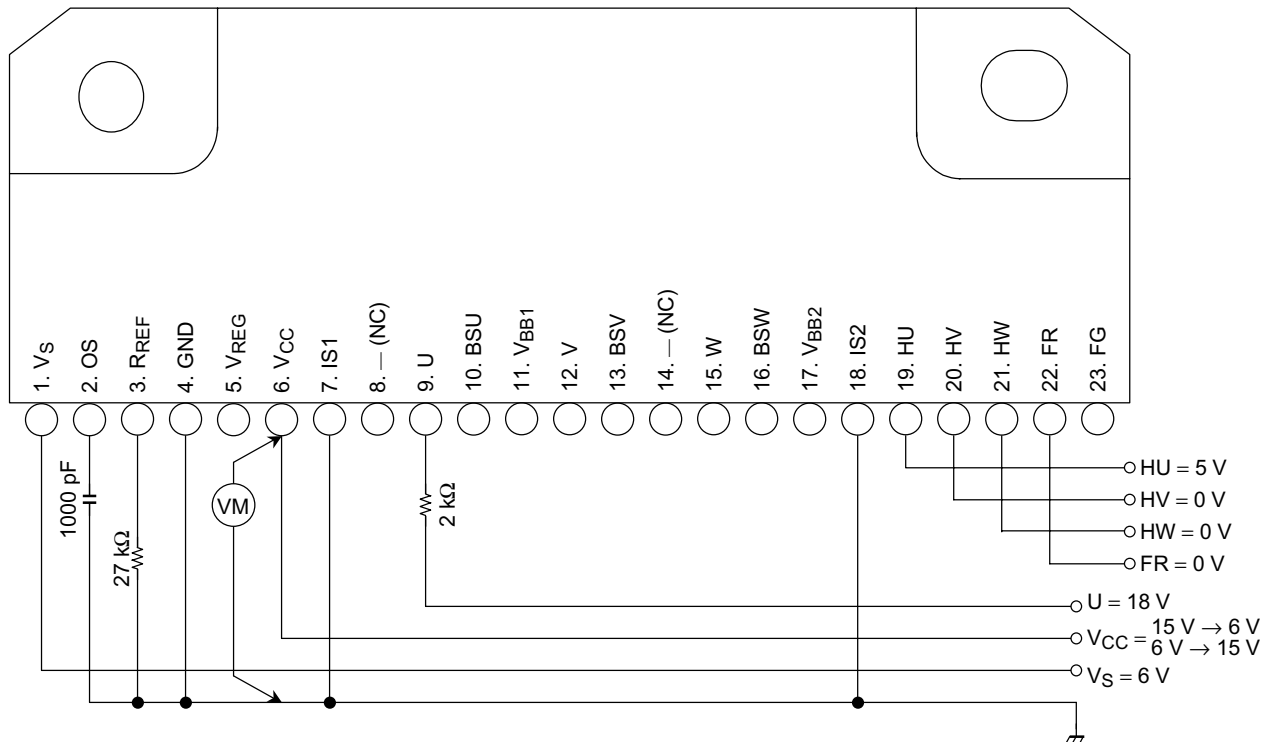 1. VS
2. OS
3. RREF
4. GND
5. VREG
6. VCC
7. IS1
8. — (NC)
9. U
10. BSU
11. VBB1
12. V
13. BSV
14. — (NC)
15. W
16. BSW
17. VBB2
18. IS2
19. HU
20. HV
21. HW
22. FR
23. FG
1000 pF
27 kΩ
VM
2 kΩ
HU = 5 V
HV = 0 V
HW = 0 V
FR = 0 V
U = 18 V
VCC = 15 V → 6 V
6 V → 15 V
VS = 6 V